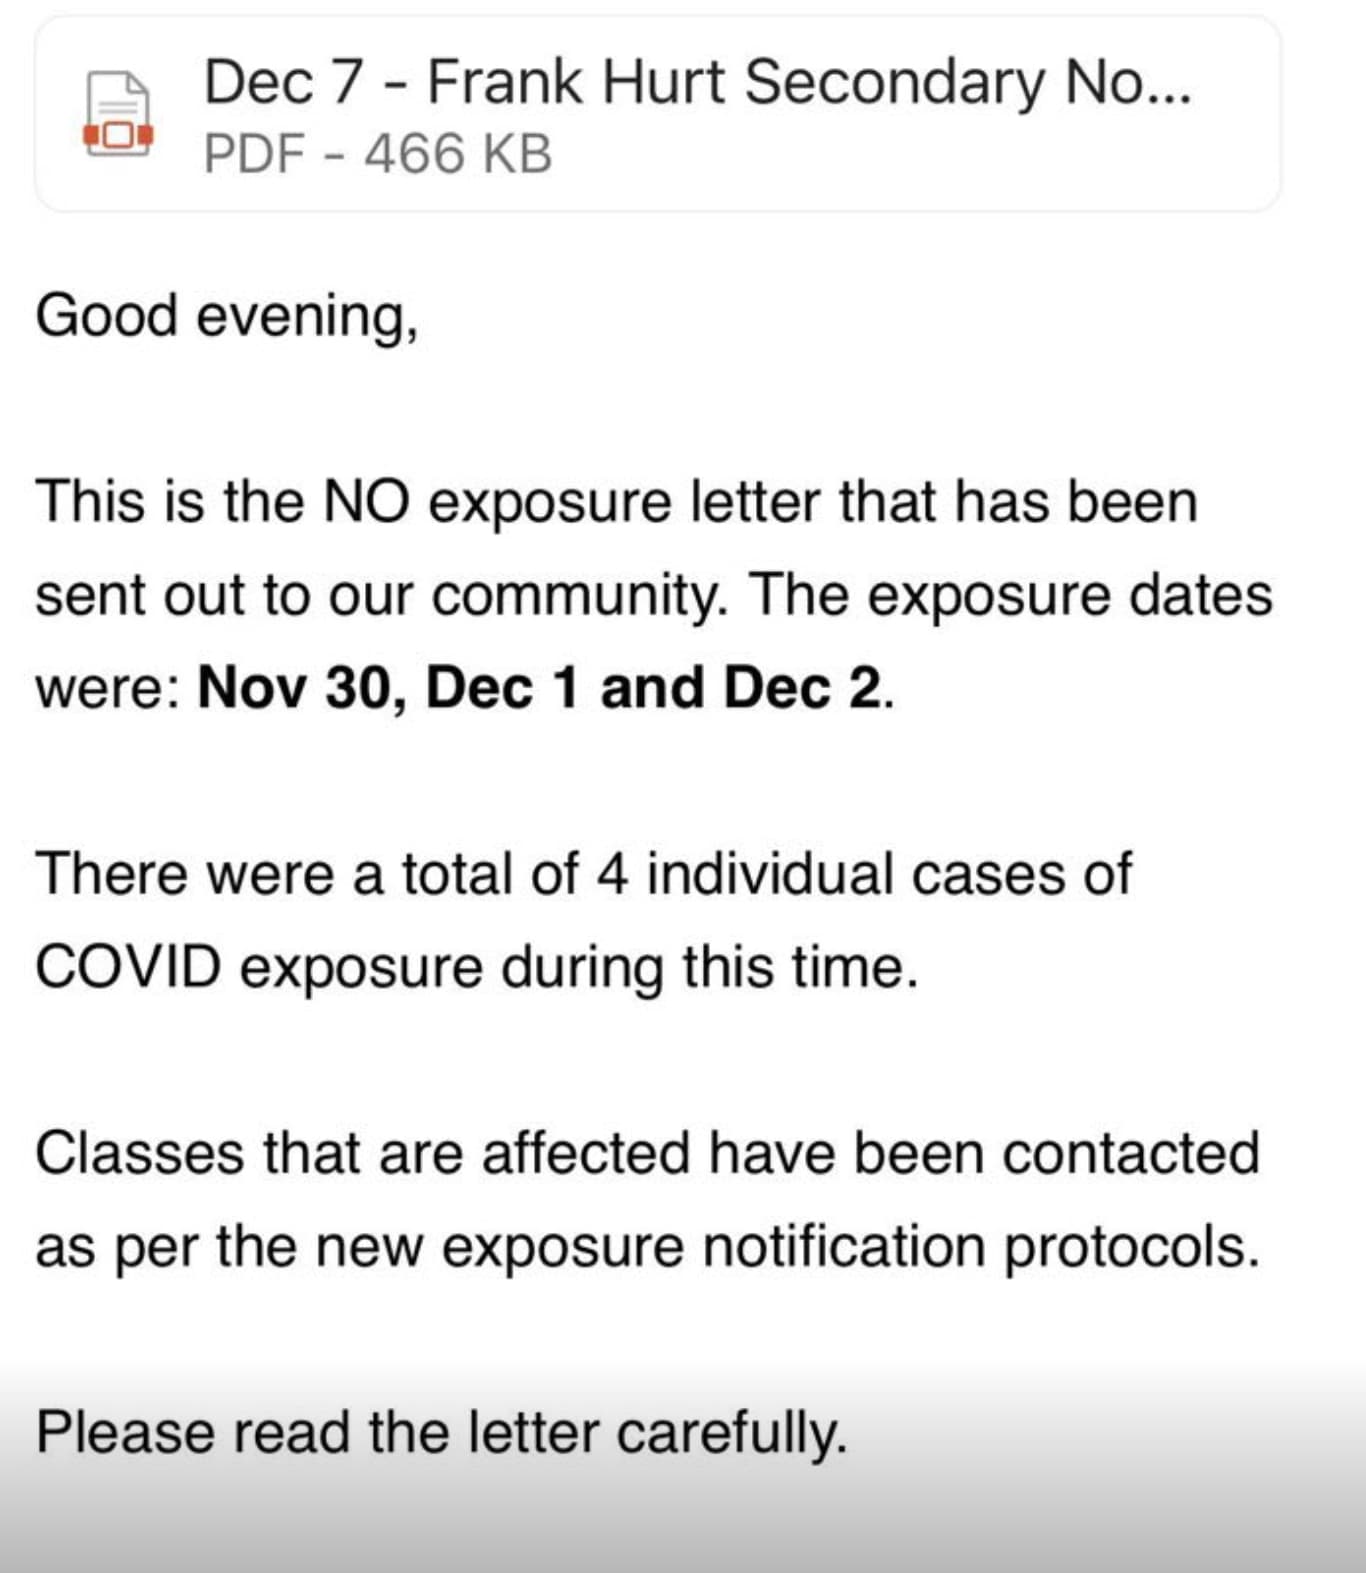 Dec 7 - Frank Hurt Secondary No...
PDF - 466 KB
Good evening,
This is the NO exposure letter that has been
sent out to our community. The exposure dates
were: Nov 30, Dec 1 and Dec 2.
There were a total of 4 individual cases of
COVID exposure during this time.
Classes that are affected have been contacted
as per the new exposure notification protocols.
Please read the letter carefully.